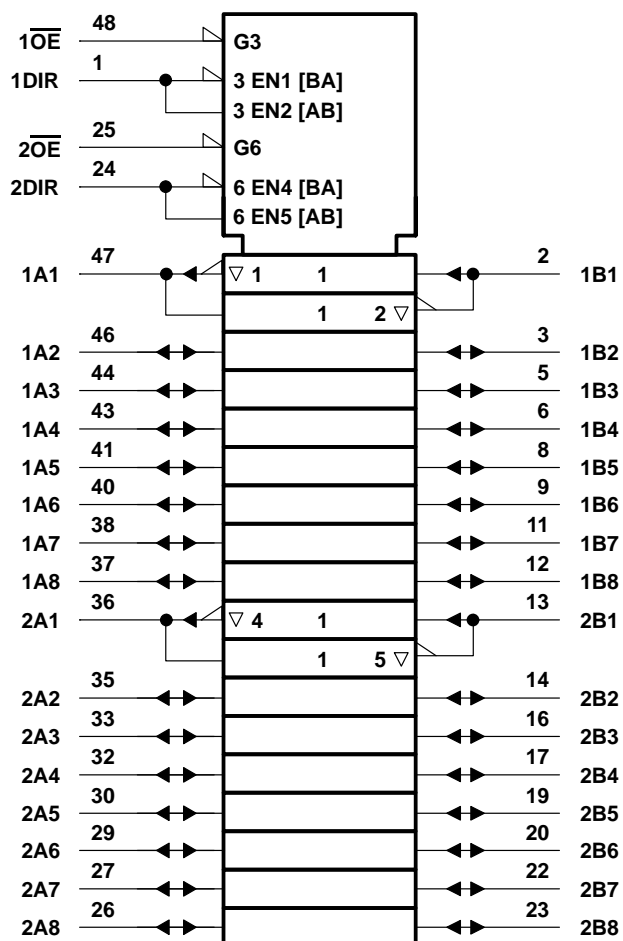 48
1O̅E̅ G3
1
1DIR 3 EN1 [BA]
3 EN2 [AB]
25
2O̅E̅ G6
24
2DIR 6 EN4 [BA]
6 EN5 [AB]
47 2
1A1 ▽ 1 1 1B1
1 2 ▽
46 3
1A2 1B2
44 5
1A3 1B3
43 6
1A4 1B4
41 8
1A5 1B5
40 9
1A6 1B6
38 11
1A7 1B7
37 12
1A8 1B8
36 13
2A1 ▽ 4 1 2B1
1 5 ▽
35 14
2A2 2B2
33 16
2A3 2B3
32 17
2A4 2B4
30 19
2A5 2B5
29 20
2A6 2B6
27 22
2A7 2B7
26 23
2A8 2B8